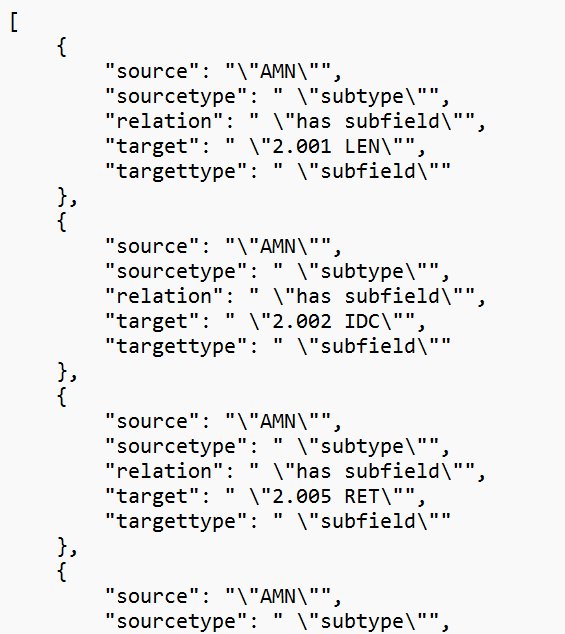 [
    {
        "source": "\"AMN\"",
        "sourcetype": " \"subtype\"",
        "relation": " \"has subfield\"",
        "target": " \"2.001 LEN\"",
        "targettype": " \"subfield\""
    },
    {
        "source": "\"AMN\"",
        "sourcetype": " \"subtype\"",
        "relation": " \"has subfield\"",
        "target": " \"2.002 IDC\"",
        "targettype": " \"subfield\""
    },
    {
        "source": "\"AMN\"",
        "sourcetype": " \"subtype\"",
        "relation": " \"has subfield\"",
        "target": " \"2.005 RET\"",
        "targettype": " \"subfield\""
    },
    {
        "source": "\"AMN\"",
        "sourcetype": " \"subtype\"",